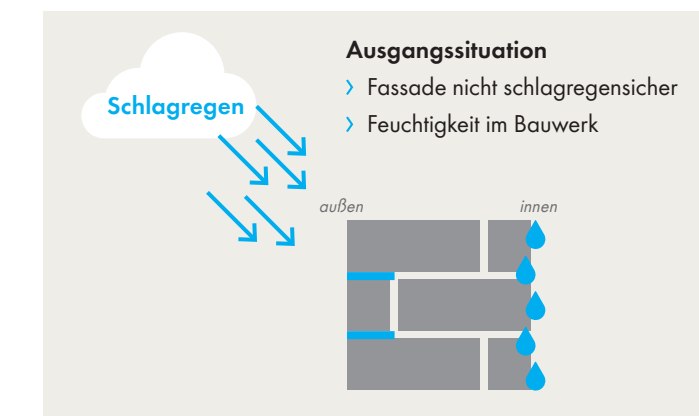 Ausgangssituation
› Fassade nicht schlagregensicher
› Feuchtigkeit im Bauwerk
Schlagregen
außen
innen